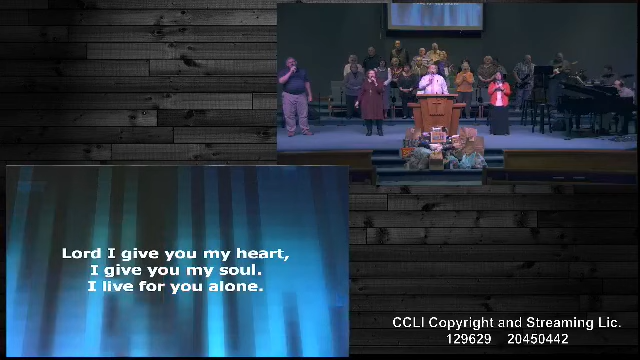 Lord I give you my heart,
I give you my soul.
I live for you alone.
CCLI Copyright and Streaming Lic.
129629 20450442